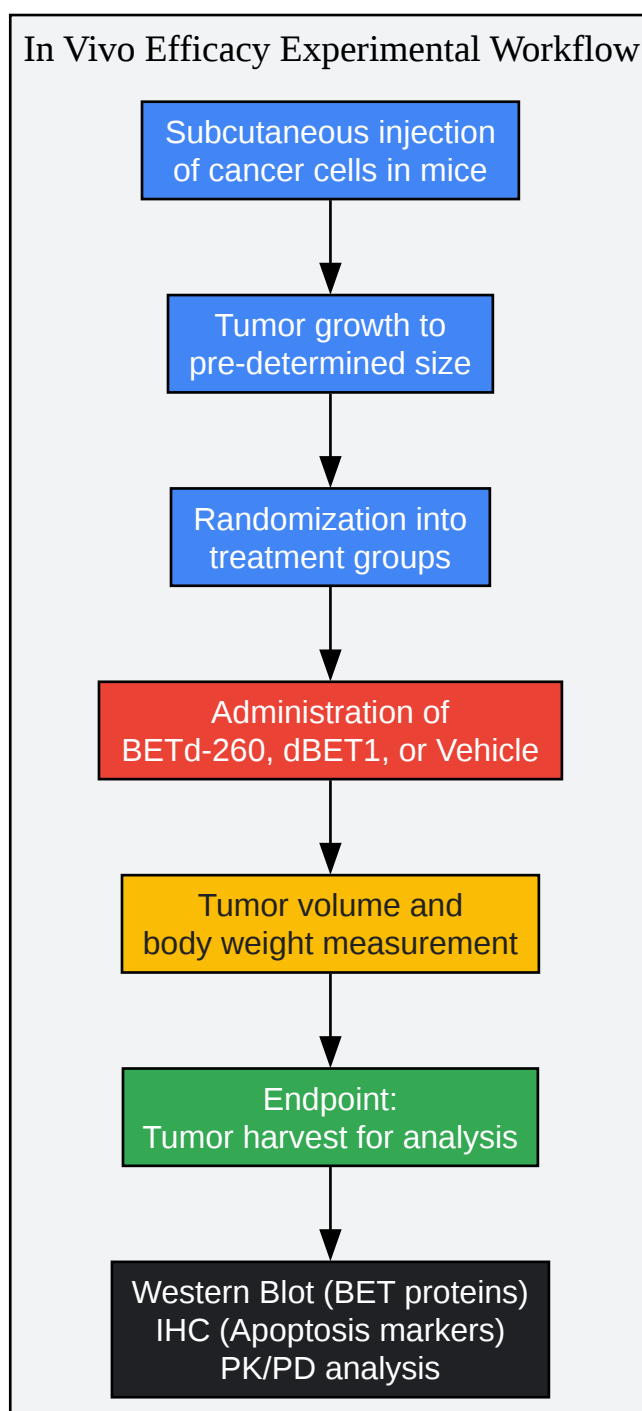 In Vivo Efficacy Experimental Workflow
Subcutaneous injection
of cancer cells in mice
Tumor growth to
pre-determined size
Randomization into
treatment groups
Administration of
BETd-260, dBET1, or Vehicle
Tumor volume and
body weight measurement
Endpoint:
Tumor harvest for analysis
Western Blot (BET proteins)
IHC (Apoptosis markers)
PK/PD analysis